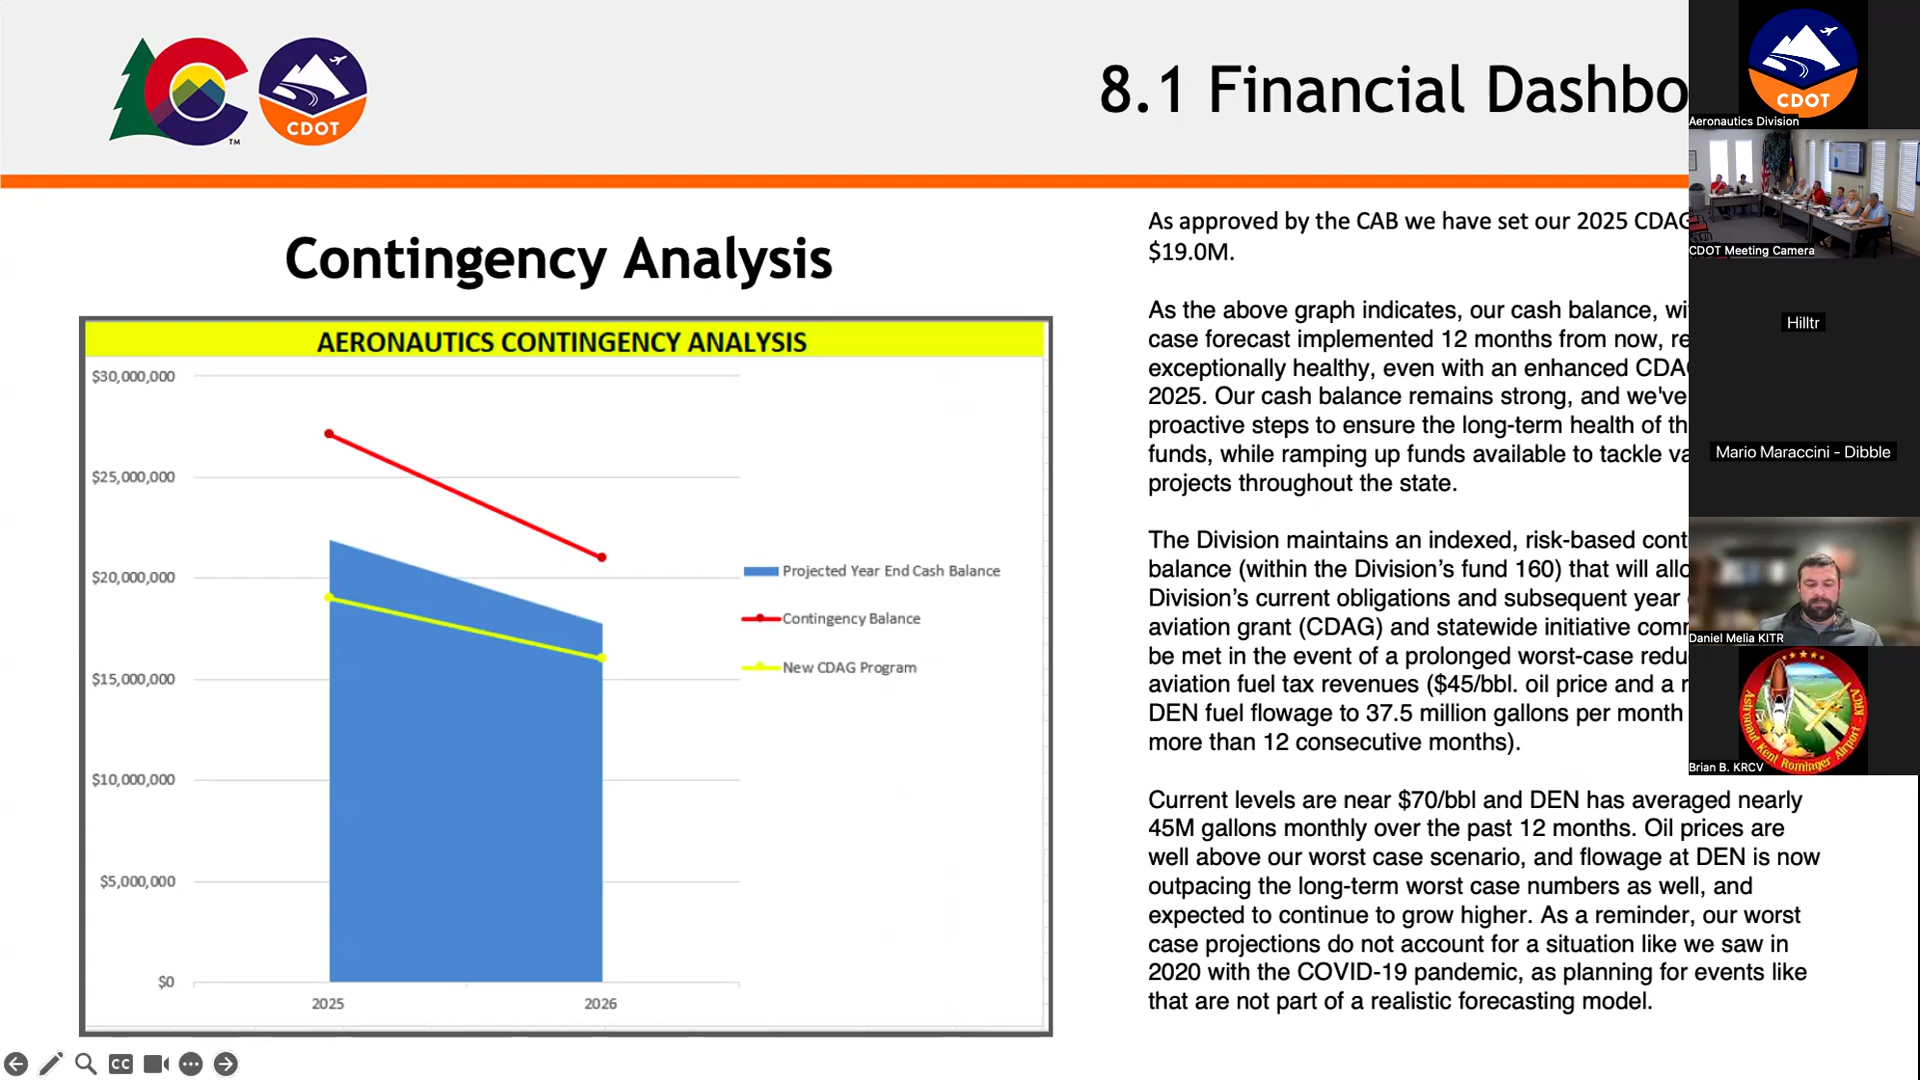 CDOT
TM
8.1 Financial Dashbo
CDOT
Aeronautics Division
CDOT Meeting Camera
Hilltr
Mario Maraccini - Dibble
Daniel Melia KITR
Astronaut Kent Rominger Airport - KRCV
Brian B. KRCV
Contingency Analysis
AERONAUTICS CONTINGENCY ANALYSIS
$30,000,000
$25,000,000
$20,000,000
$15,000,000
$10,000,000
$5,000,000
$0
2025
2026
Projected Year End Cash Balance
Contingency Balance
New CDAG Program
As approved by the CAB we have set our 2025 CDAG
$19.0M.
As the above graph indicates, our cash balance, wi
case forecast implemented 12 months from now, re
exceptionally healthy, even with an enhanced CDA
2025. Our cash balance remains strong, and we've
proactive steps to ensure the long-term health of th
funds, while ramping up funds available to tackle va
projects throughout the state.
The Division maintains an indexed, risk-based cont
balance (within the Division's fund 160) that will allo
Division's current obligations and subsequent year
aviation grant (CDAG) and statewide initiative com
be met in the event of a prolonged worst-case redu
aviation fuel tax revenues ($45/bbl. oil price and a r
DEN fuel flowage to 37.5 million gallons per month
more than 12 consecutive months).
Current levels are near $70/bbl and DEN has averaged nearly
45M gallons monthly over the past 12 months. Oil prices are
well above our worst case scenario, and flowage at DEN is now
outpacing the long-term worst case numbers as well, and
expected to continue to grow higher. As a reminder, our worst
case projections do not account for a situation like we saw in
2020 with the COVID-19 pandemic, as planning for events like
that are not part of a realistic forecasting model.
CC